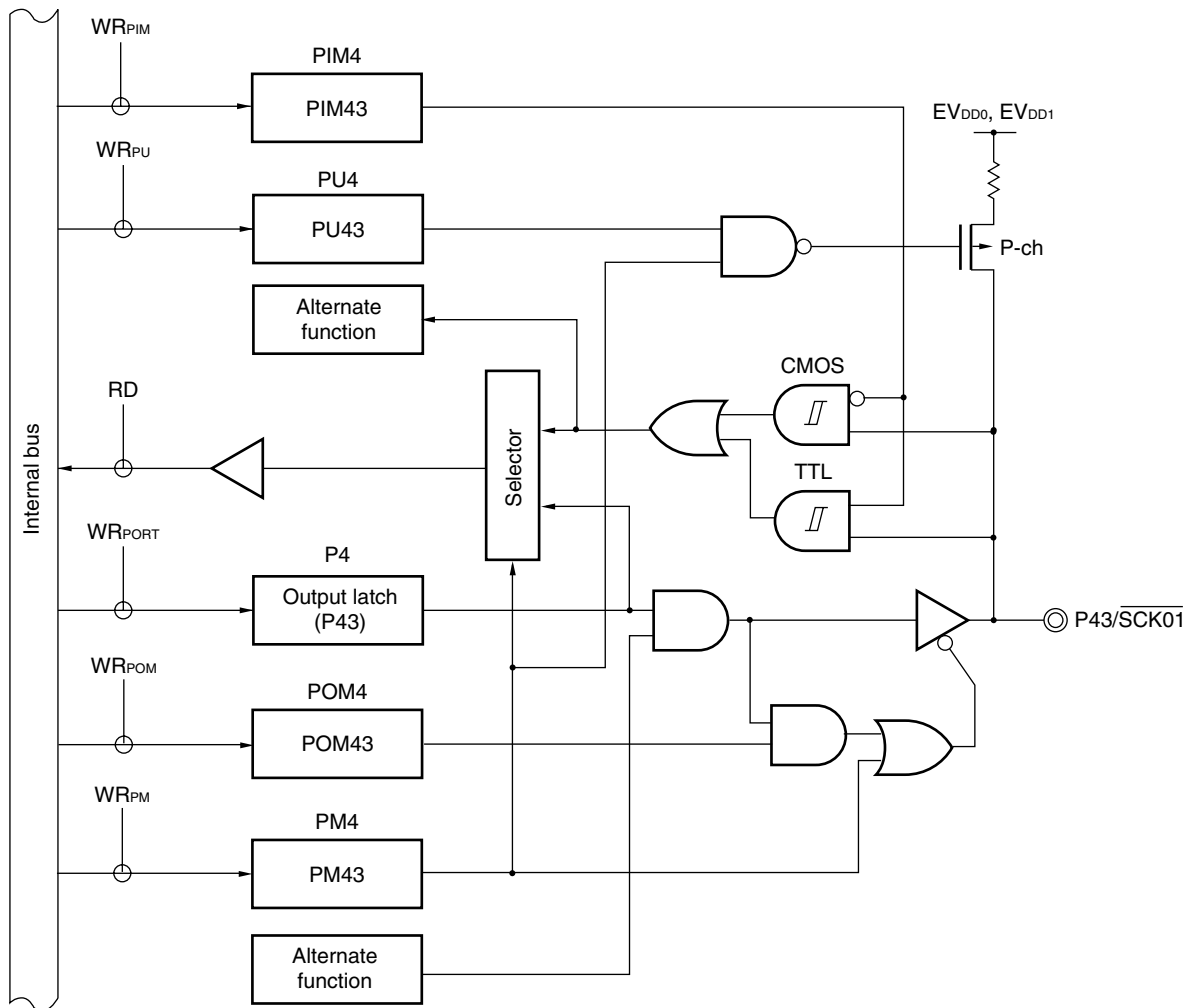 WRPIM
PIM4
PIM43
EVDD0, EVDD1
WRPU
PU4
PU43
P-ch
Alternate
function
CMOS
RD
Selector
TTL
Internal bus
WRPORT
P4
Output latch
(P43)
P43/SCK01
WRPOM
POM4
POM43
WRPM
PM4
PM43
Alternate
function